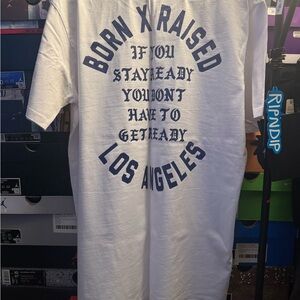 BORN X RAISED
IF YOU
STAY READY
YOU DONT
HAVE TO
GET READY
LOS ANGELES
RIPNDIP